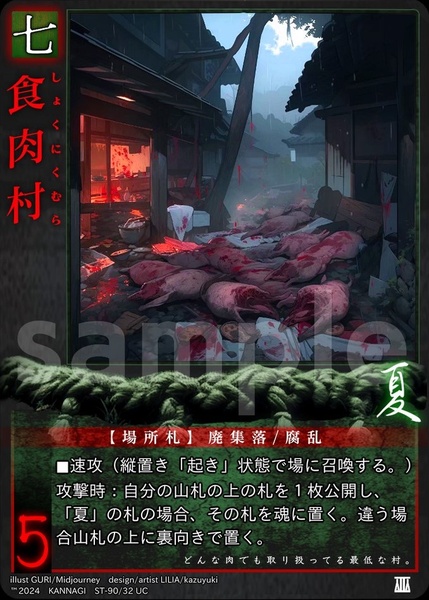 七
食肉村
しょくにくむら
sample
夏
【場所札】廃集落/腐乱
■速攻（縦置き「起き」状態で場に召喚する。）
攻撃時：自分の山札の上の札を１枚公開し、
「夏」の札の場合、その札を魂に置く。違う場
合山札の上に裏向きで置く。
5
どんな肉でも取り扱ってる最低な村。
illust GURI/Midjourney design/artist LILIA/kazuyuki
™2024 KANNAGI ST-90/32 UC